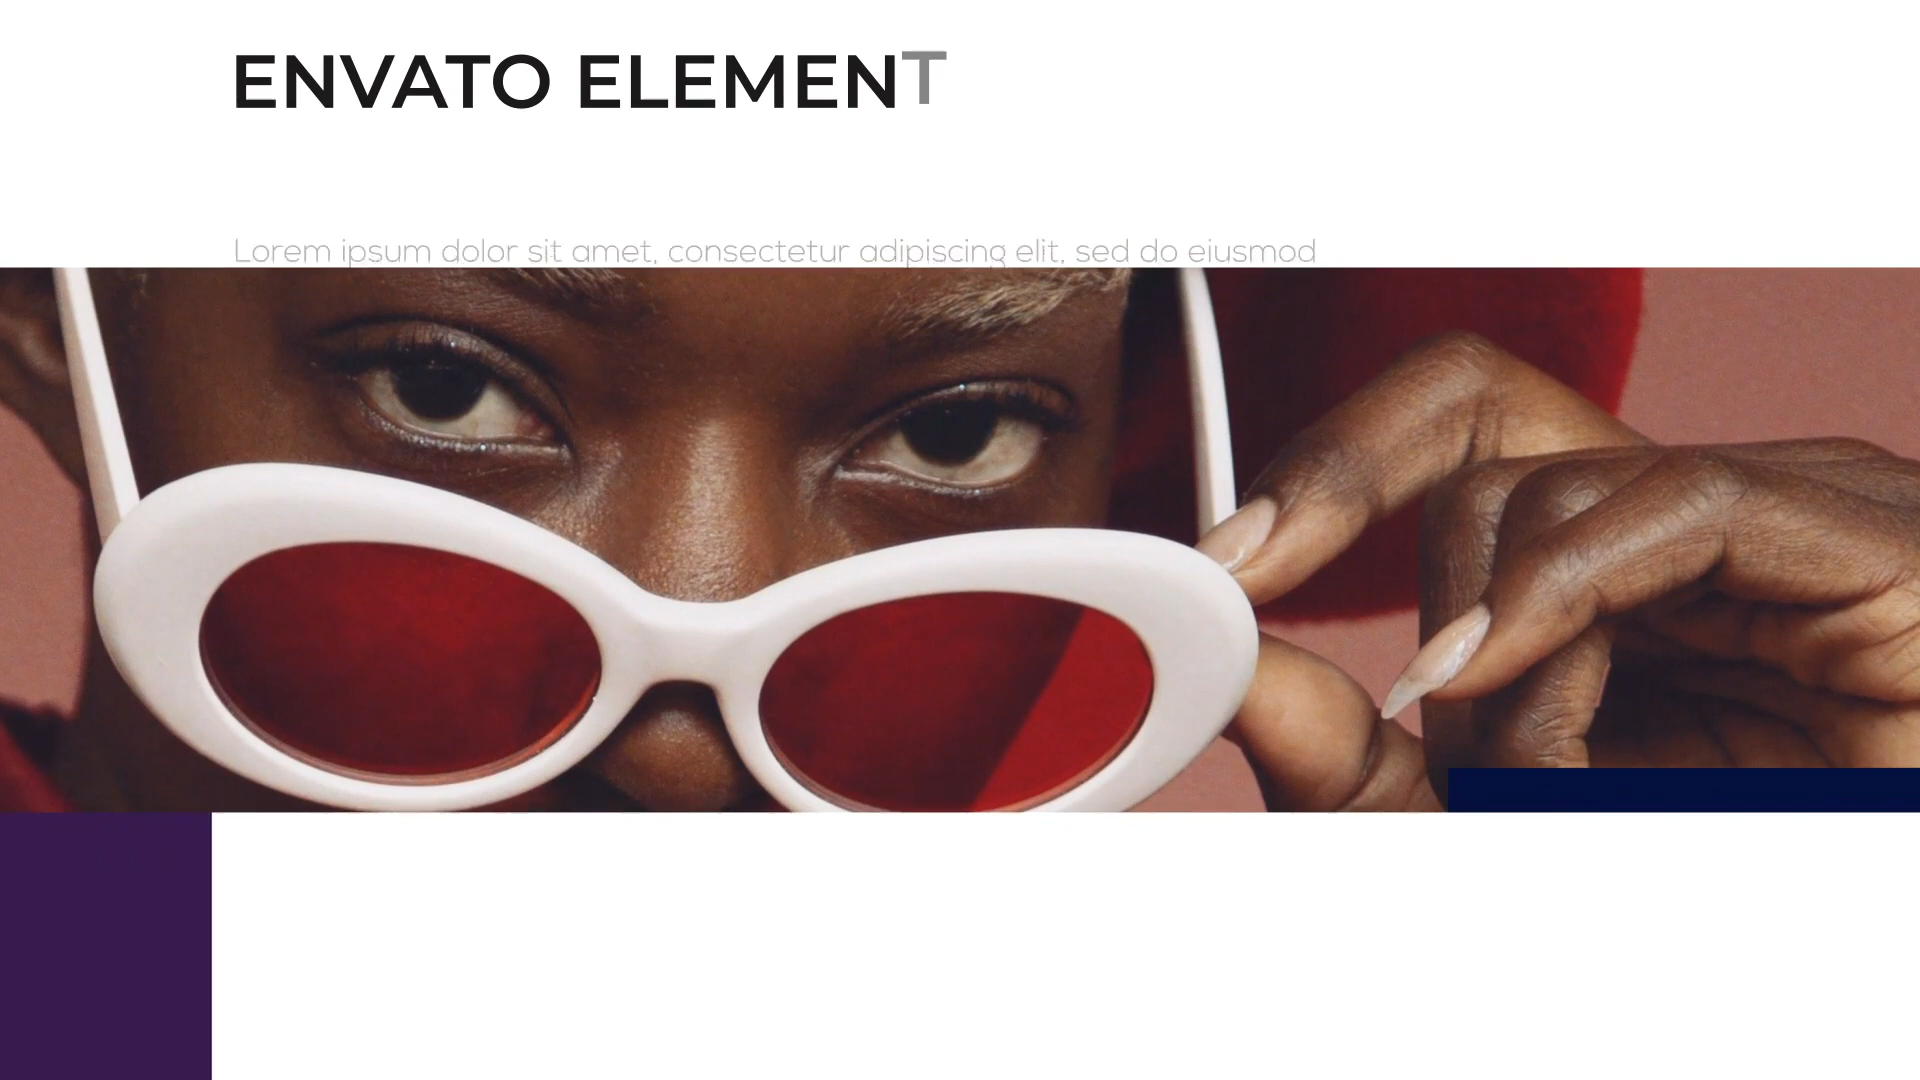 ENVATO ELEMENT
Lorem ipsum dolor sit amet, consectetur adipiscing elit, sed do eiusmod